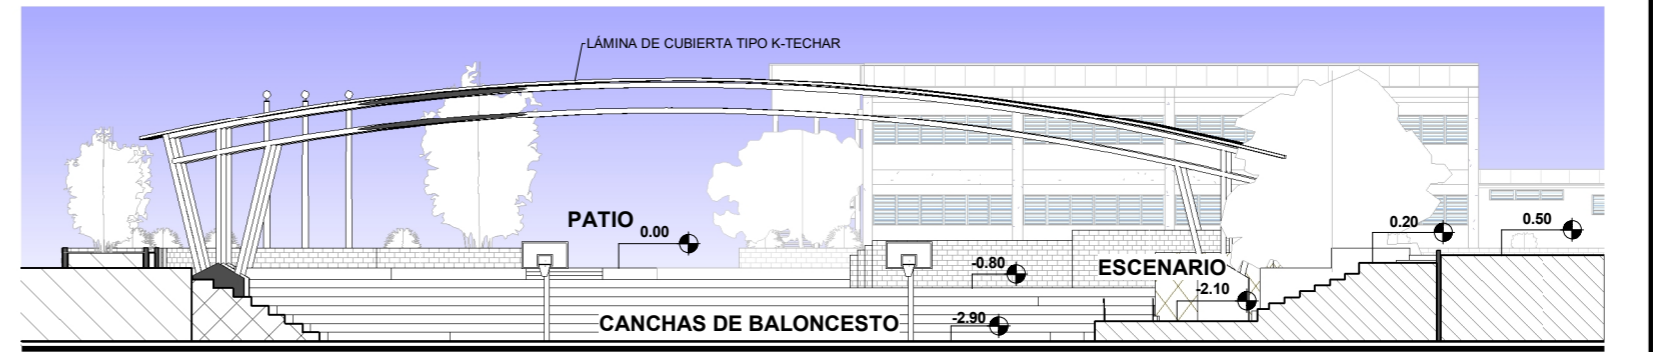 LÁMINA DE CUBIERTA TIPO K-TECHAR
PATIO
0.00
0.20
0.50
-0.80
ESCENARIO
-2.10
CANCHAS DE BALONCESTO
-2.90